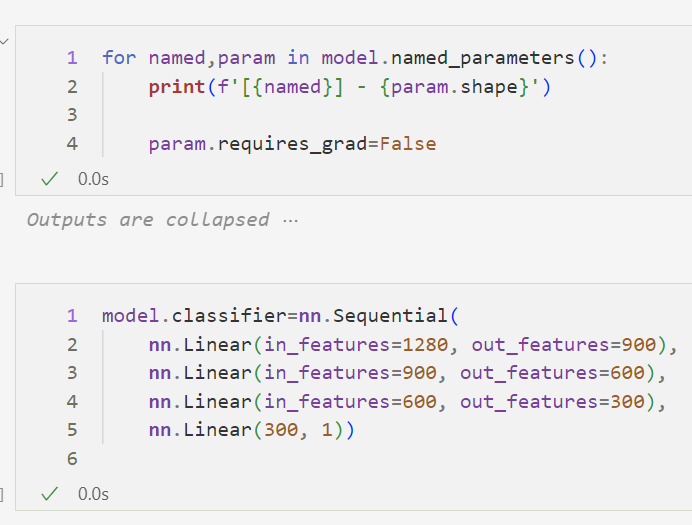 1 for named,param in model.named_parameters():
2     print(f'[{named}] - {param.shape}')
3
4     param.requires_grad=False
] ✓ 0.0s
Outputs are collapsed ···
1 model.classifier=nn.Sequential(
2     nn.Linear(in_features=1280, out_features=900),
3     nn.Linear(in_features=900, out_features=600),
4     nn.Linear(in_features=600, out_features=300),
5     nn.Linear(300, 1))
6
] ✓ 0.0s